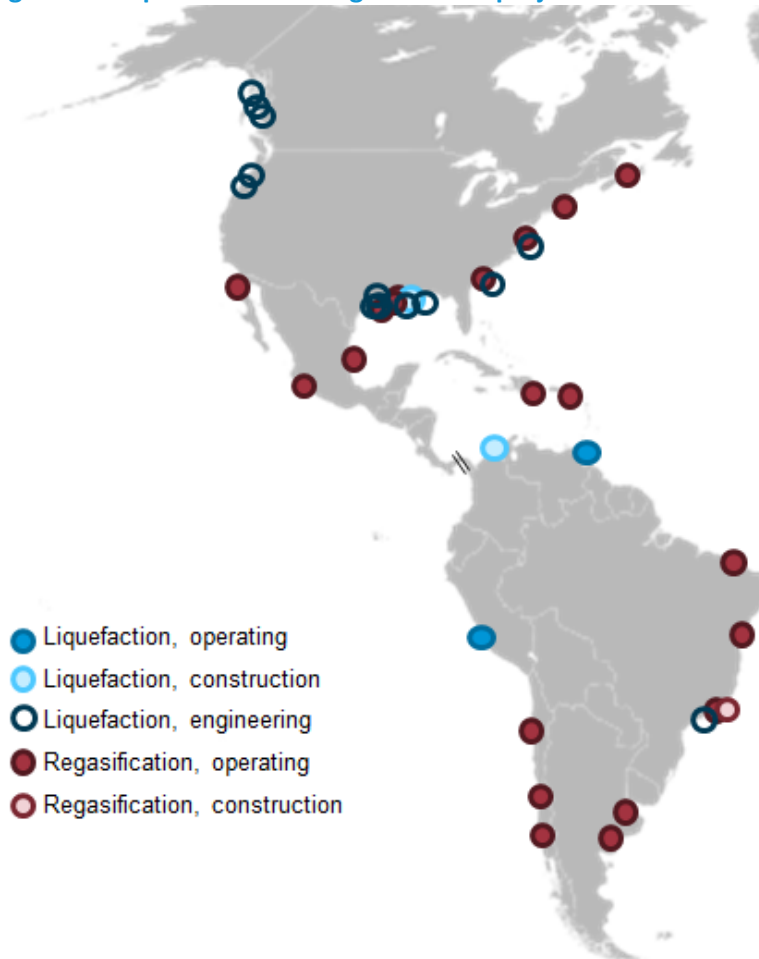 Liquefaction, operating
Liquefaction, construction
Liquefaction, engineering
Regasification, operating
Regasification, construction